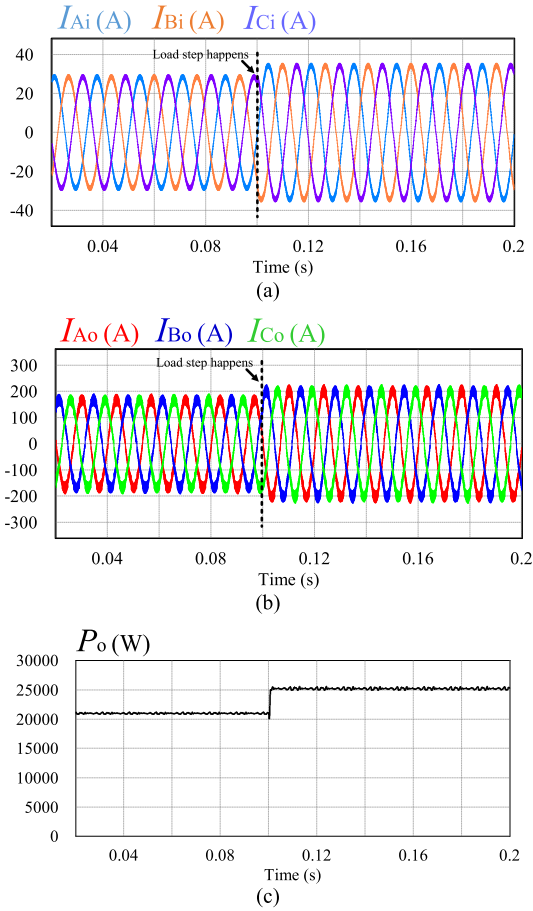 IAi (A) IBi (A) ICi (A)
Load step happens
40
20
0
-20
-40
0.04 0.08 0.12 0.16 0.2
Time (s)
(a)
IAo (A) IBo (A) ICo (A)
Load step happens
300
200
100
0
-100
-200
-300
0.04 0.08 0.12 0.16 0.2
Time (s)
(b)
Po (W)
30000
25000
20000
15000
10000
5000
0
0.04 0.08 0.12 0.16 0.2
Time (s)
(c)